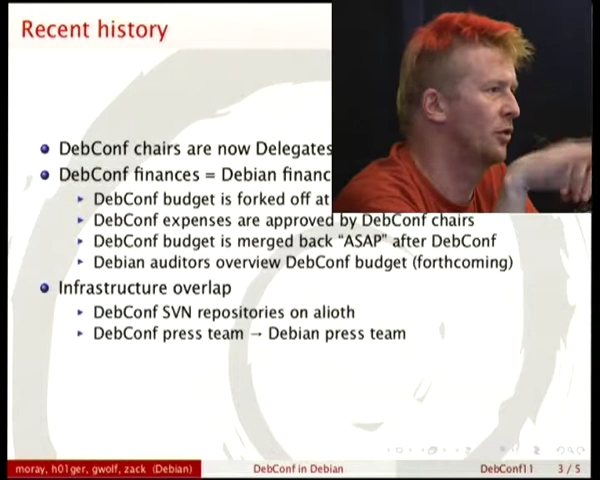 Recent history
DebConf chairs are now Delegates
DebConf finances = Debian financ
DebConf budget is forked off at
DebConf expenses are approved by DebConf chairs
DebConf budget is merged back "ASAP" after DebConf
Debian auditors overview DebConf budget (forthcoming)
Infrastructure overlap
DebConf SVN repositories on alioth
DebConf press team → Debian press team
moray, h01ger, gwolf, zack (Debian)
DebConf in Debian
DebConf11
3 / 5